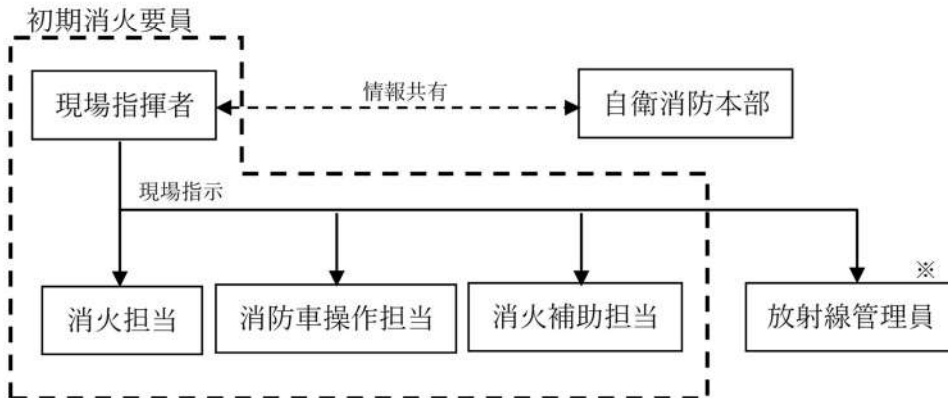 初期消火要員
現場指揮者
情報共有
自衛消防本部
現場指示
※
消火担当
消防車操作担当
消火補助担当
放射線管理員